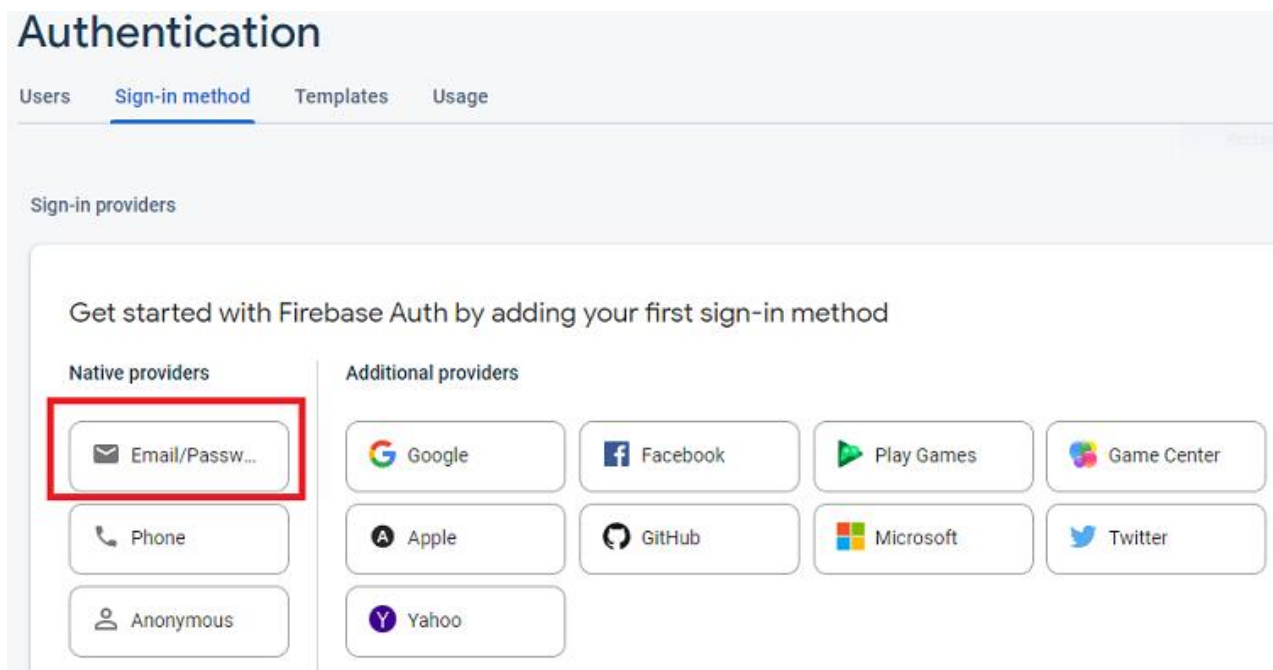 Authentication
Users Sign-in method Templates Usage
Sign-in providers
Get started with Firebase Auth by adding your first sign-in method
Native providers Additional providers
Email/Passw... Google Facebook Play Games Game Center
Phone Apple GitHub Microsoft Twitter
Anonymous Yahoo